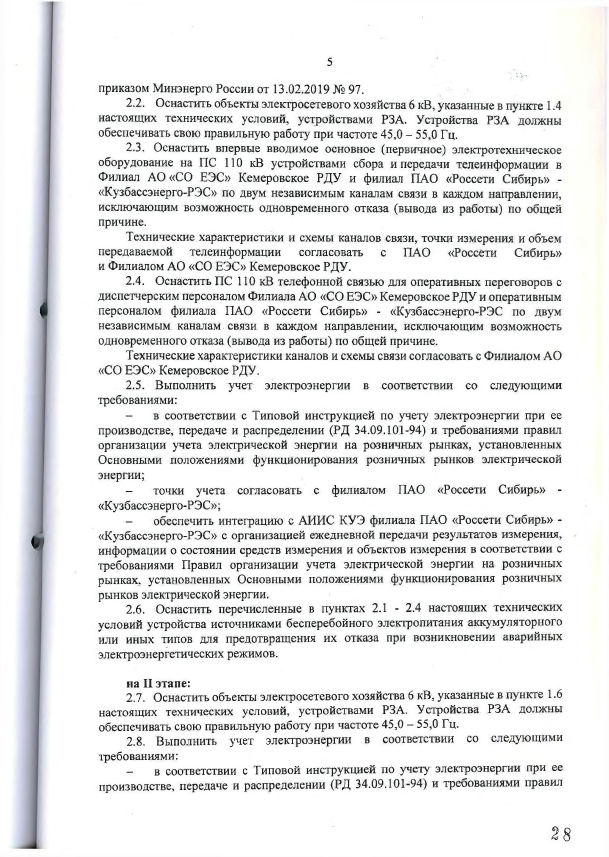 5
приказом Минэнерго России от 13.02.2019 № 97.
2.2. Оснастить объекты электросетевого хозяйства 6 кВ, указанные в пункте 1.4
настоящих технических условий, устройствами РЗА. Устройства РЗА должны
обеспечивать свою правильную работу при частоте 45,0 – 55,0 Гц.
2.3. Оснастить впервые вводимое основное (первичное) электротехническое
оборудование на ПС 110 кВ устройствами сбора и передачи телеинформации в
Филиал АО «СО ЕЭС» Кемеровское РДУ и филиал ПАО «Россети Сибирь» -
«Кузбассэнерго-РЭС» по двум независимым каналам связи в каждом направлении,
исключающим возможность одновременного отказа (вывода из работы) по общей
причине.
Технические характеристики и схемы каналов связи, точки измерения и объем
передаваемой телеинформации согласовать с ПАО «Россети Сибирь»
и Филиалом АО «СО ЕЭС» Кемеровское РДУ.
2.4. Оснастить ПС 110 кВ телефонной связью для оперативных переговоров с
диспетчерским персоналом Филиала АО «СО ЕЭС» Кемеровское РДУ и оперативным
персоналом филиала ПАО «Россети Сибирь» - «Кузбассэнерго-РЭС по двум
независимым каналам связи в каждом направлении, исключающим возможность
одновременного отказа (вывода из работы) по общей причине.
Технические характеристики каналов и схемы связи согласовать с Филиалом АО
«СО ЕЭС» Кемеровское РДУ.
2.5. Выполнить учет электроэнергии в соответствии со следующими
требованиями:
– в соответствии с Типовой инструкцией по учету электроэнергии при ее
производстве, передаче и распределении (РД 34.09.101-94) и требованиями правил
организации учета электрической энергии на розничных рынках, установленных
Основными положениями функционирования розничных рынков электрической
энергии;
– точки учета согласовать с филиалом ПАО «Россети Сибирь» -
«Кузбассэнерго-РЭС»;
– обеспечить интеграцию с АИИС КУЭ филиала ПАО «Россети Сибирь» -
«Кузбассэнерго-РЭС» с организацией ежедневной передачи результатов измерения,
информации о состоянии средств измерения и объектов измерения в соответствии с
требованиями Правил организации учета электрической энергии на розничных
рынках, установленных Основными положениями функционирования розничных
рынков электрической энергии.
2.6. Оснастить перечисленные в пунктах 2.1 - 2.4 настоящих технических
условий устройства источниками бесперебойного электропитания аккумуляторного
или иных типов для предотвращения их отказа при возникновении аварийных
электроэнергетических режимов.
на II этапе:
2.7. Оснастить объекты электросетевого хозяйства 6 кВ, указанные в пункте 1.6
настоящих технических условий, устройствами РЗА. Устройства РЗА должны
обеспечивать свою правильную работу при частоте 45,0 – 55,0 Гц.
2.8. Выполнить учет электроэнергии в соответствии со следующими
требованиями:
– в соответствии с Типовой инструкцией по учету электроэнергии при ее
производстве, передаче и распределении (РД 34.09.101-94) и требованиями правил
28